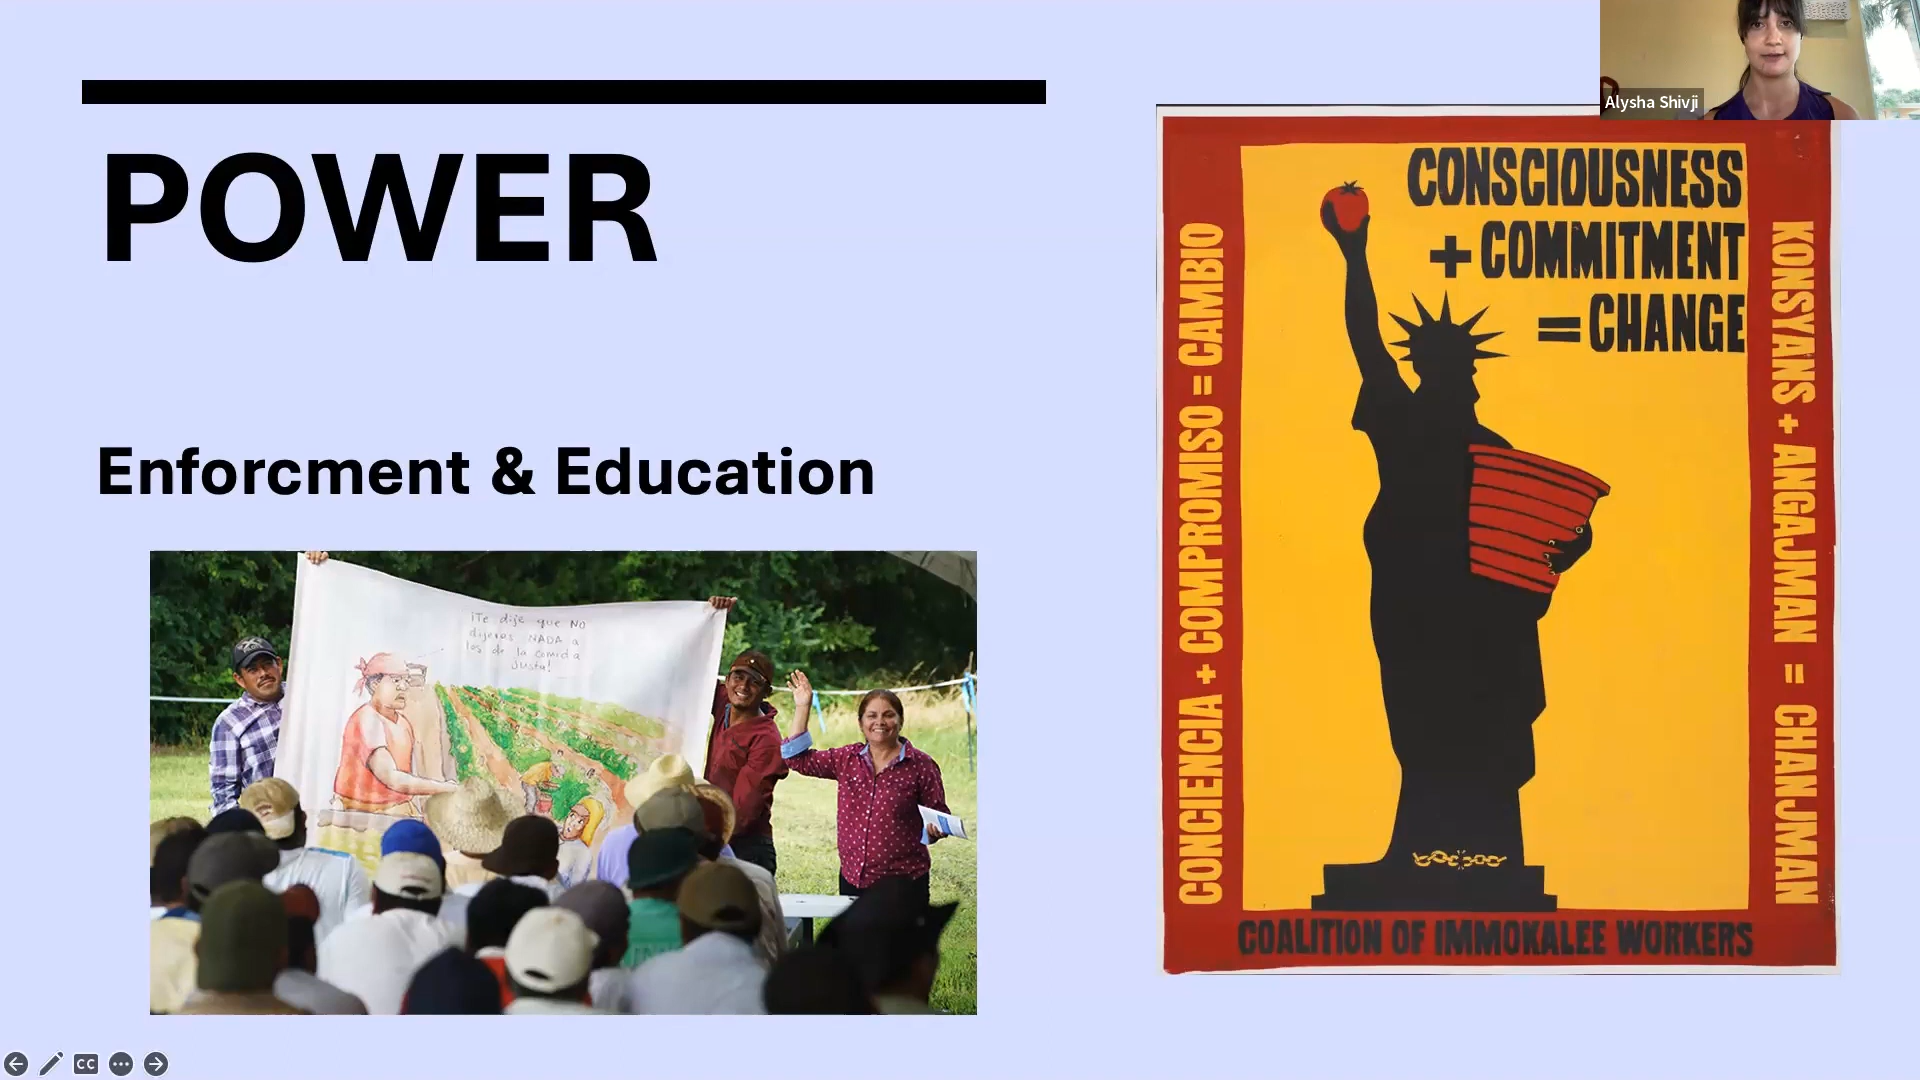 POWER
Enforcment & Education
¡Te dije que NO
dijeras NADA a
los de la comida
Justa!
Alysha Shivji
CONSCIOUSNESS
+ COMMITMENT
= CHANGE
CONCIENCIA + COMPROMISO = CAMBIO
KONSYANS + ANGAJMAN = CHANJMAN
COALITION OF IMMOKALEE WORKERS
CC